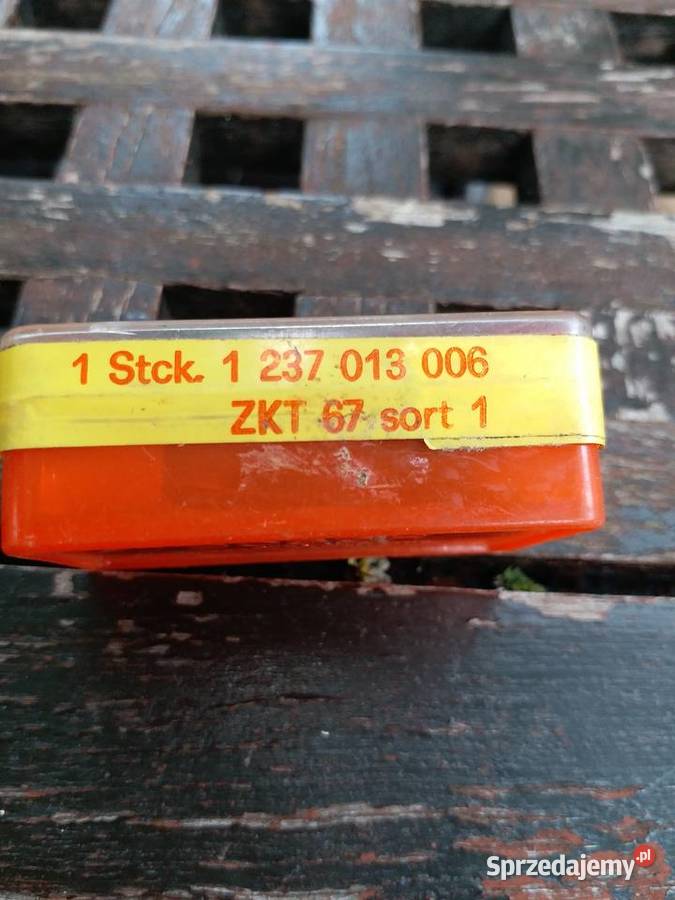 1 Stck. 1 237 013 006
ZKT 67 sort 1
Sprzedajemy.pl